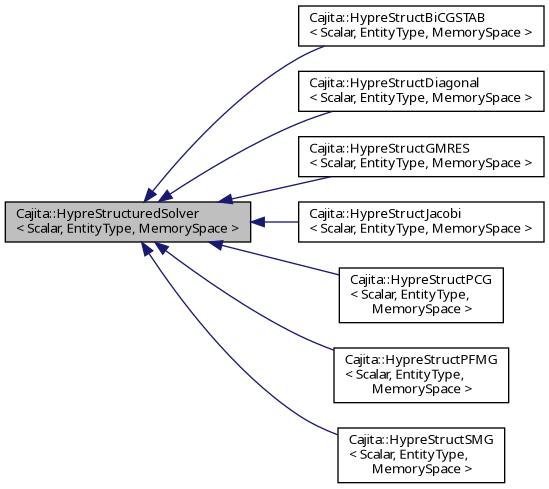 Cajita::HypreStructBiCGSTAB
< Scalar, EntityType, MemorySpace >
Cajita::HypreStructDiagonal
< Scalar, EntityType, MemorySpace >
Cajita::HypreStructGMRES
< Scalar, EntityType, MemorySpace >
Cajita::HypreStructuredSolver
< Scalar, EntityType, MemorySpace >
Cajita::HypreStructJacobi
< Scalar, EntityType, MemorySpace >
Cajita::HypreStructPCG
< Scalar, EntityType,
MemorySpace >
Cajita::HypreStructPFMG
< Scalar, EntityType,
MemorySpace >
Cajita::HypreStructSMG
< Scalar, EntityType,
MemorySpace >